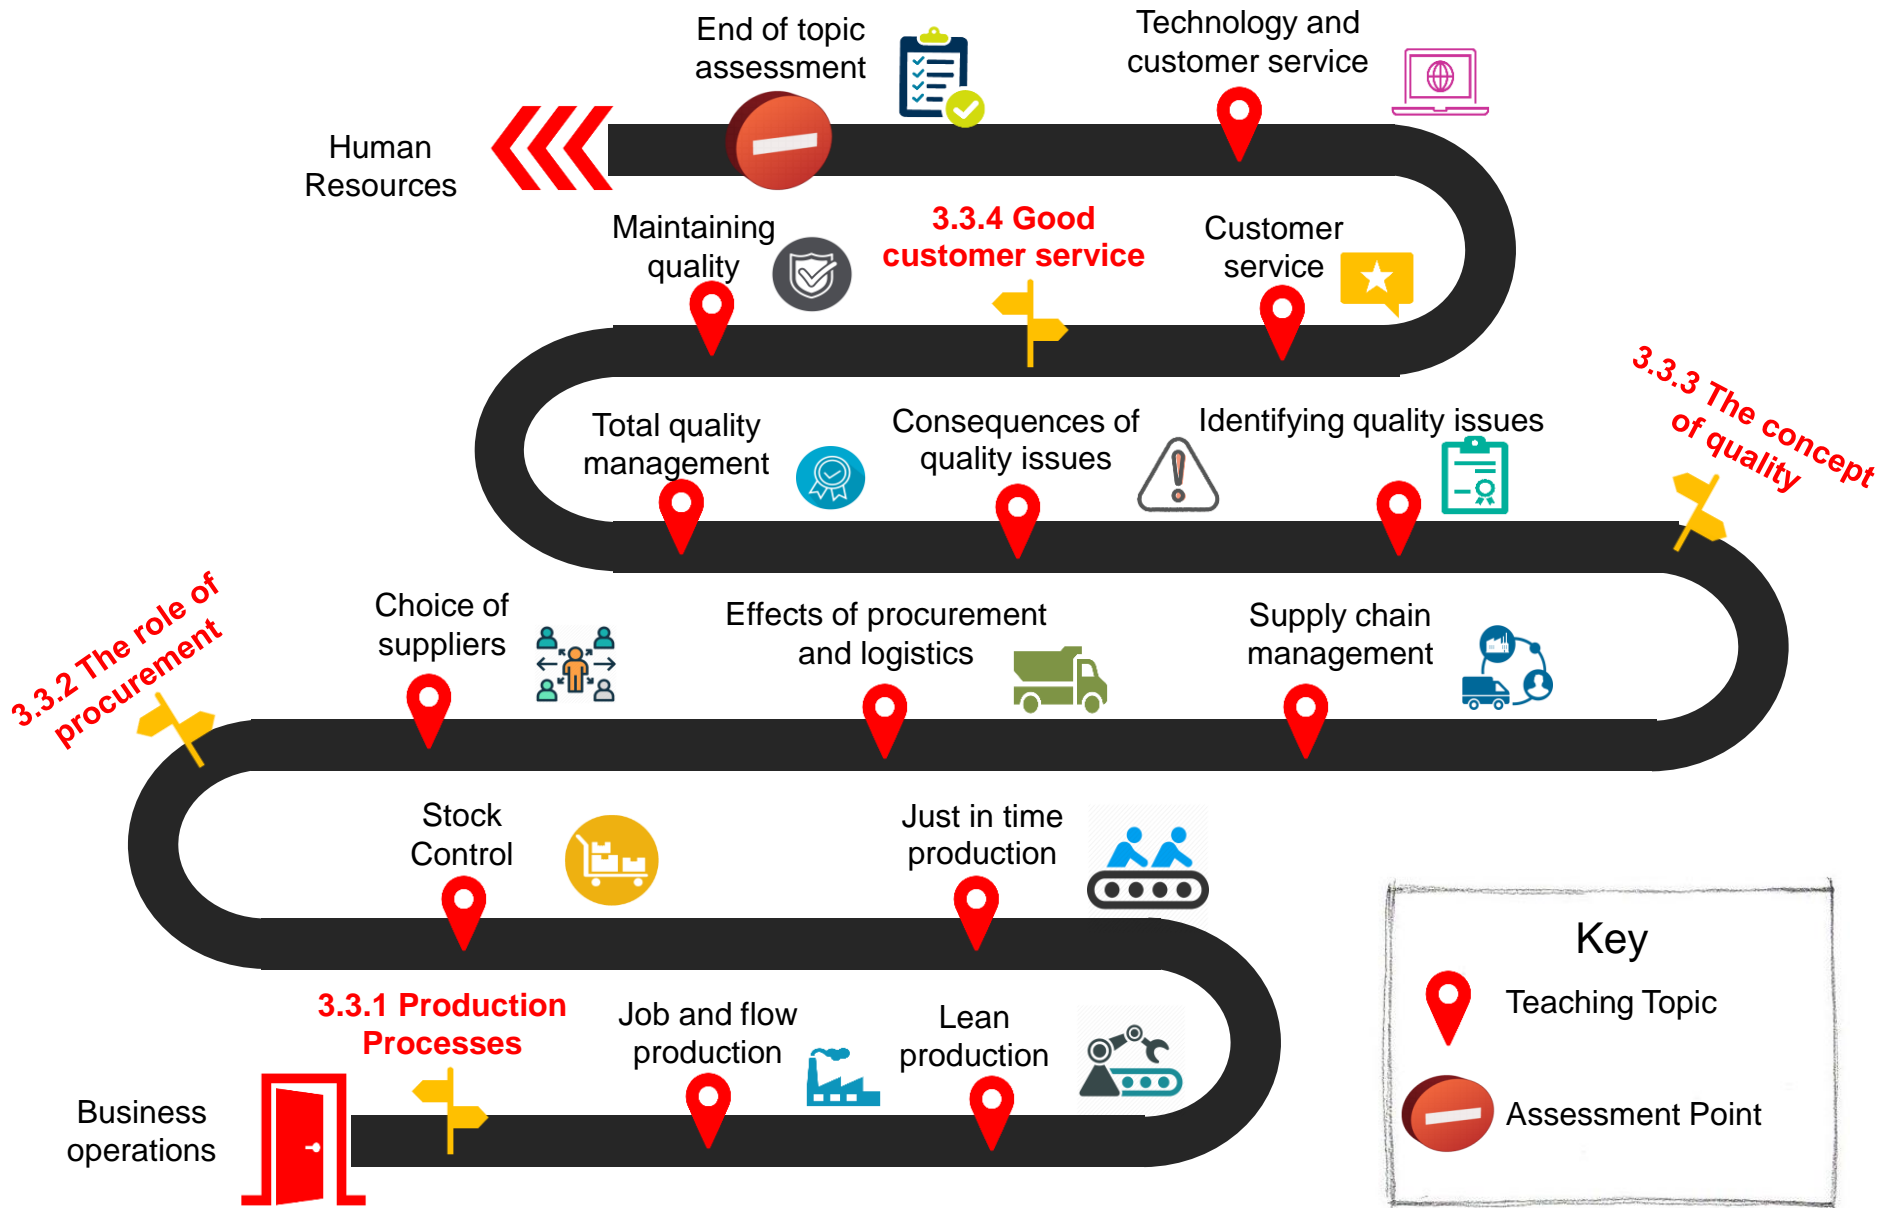 End of topic
assessment
Technology and
customer service
Human
Resources
Maintaining
quality
3.3.4 Good
customer service
Customer
service
3.3.3 The concept
of quality
Total quality
management
Consequences of
quality issues
Identifying quality issues
3.3.2 The role of
procurement
Choice of
suppliers
Effects of procurement
and logistics
Supply chain
management
Stock
Control
Just in time
production
3.3.1 Production
Processes
Job and flow
production
Lean
production
Business
operations
Key
Teaching Topic
Assessment Point